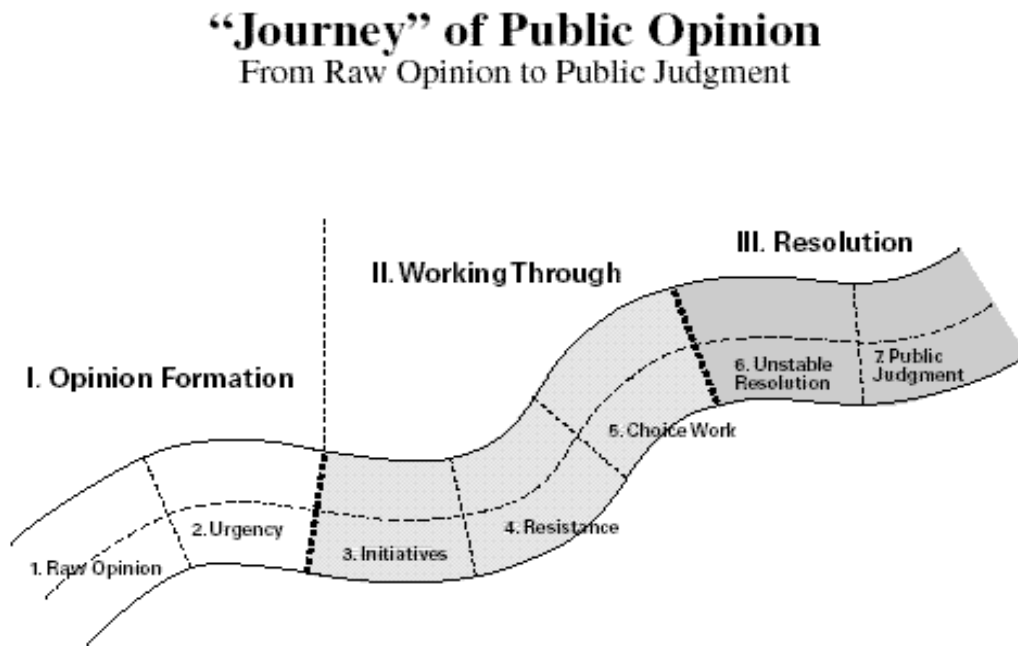 “Journey” of Public Opinion
From Raw Opinion to Public Judgment
III. Resolution
II. Working Through
I. Opinion Formation
1. Raw Opinion
2. Urgency
3. Initiatives
4. Resistance
5. Choice Work
6. Unstable
Resolution
7. Public
Judgment